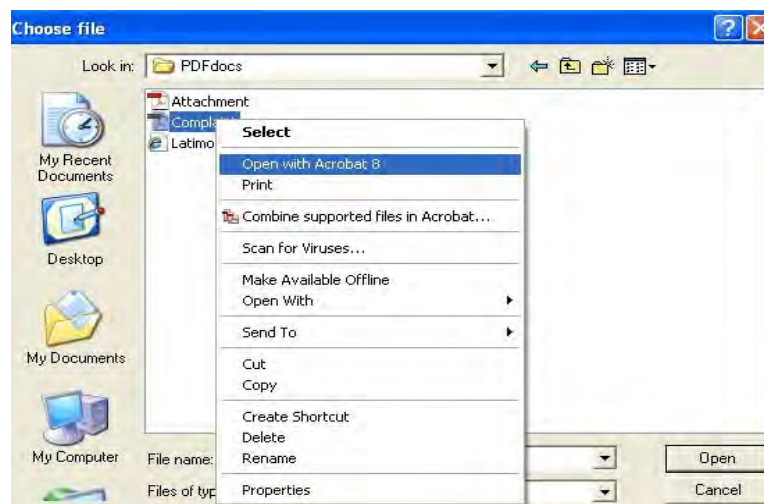 Choose file
Look in: PDFdocs
Attachment
Latimo
My Recent
Documents
Desktop
My Documents
My Computer
Select
Open with Acrobat 8
Print
Combine supported files in Acrobat...
Scan for Viruses...
Make Available Offline
Open With
Send To
Cut
Copy
Create Shortcut
Delete
Rename
Properties
File name:
Open
Files of typ
Cancel